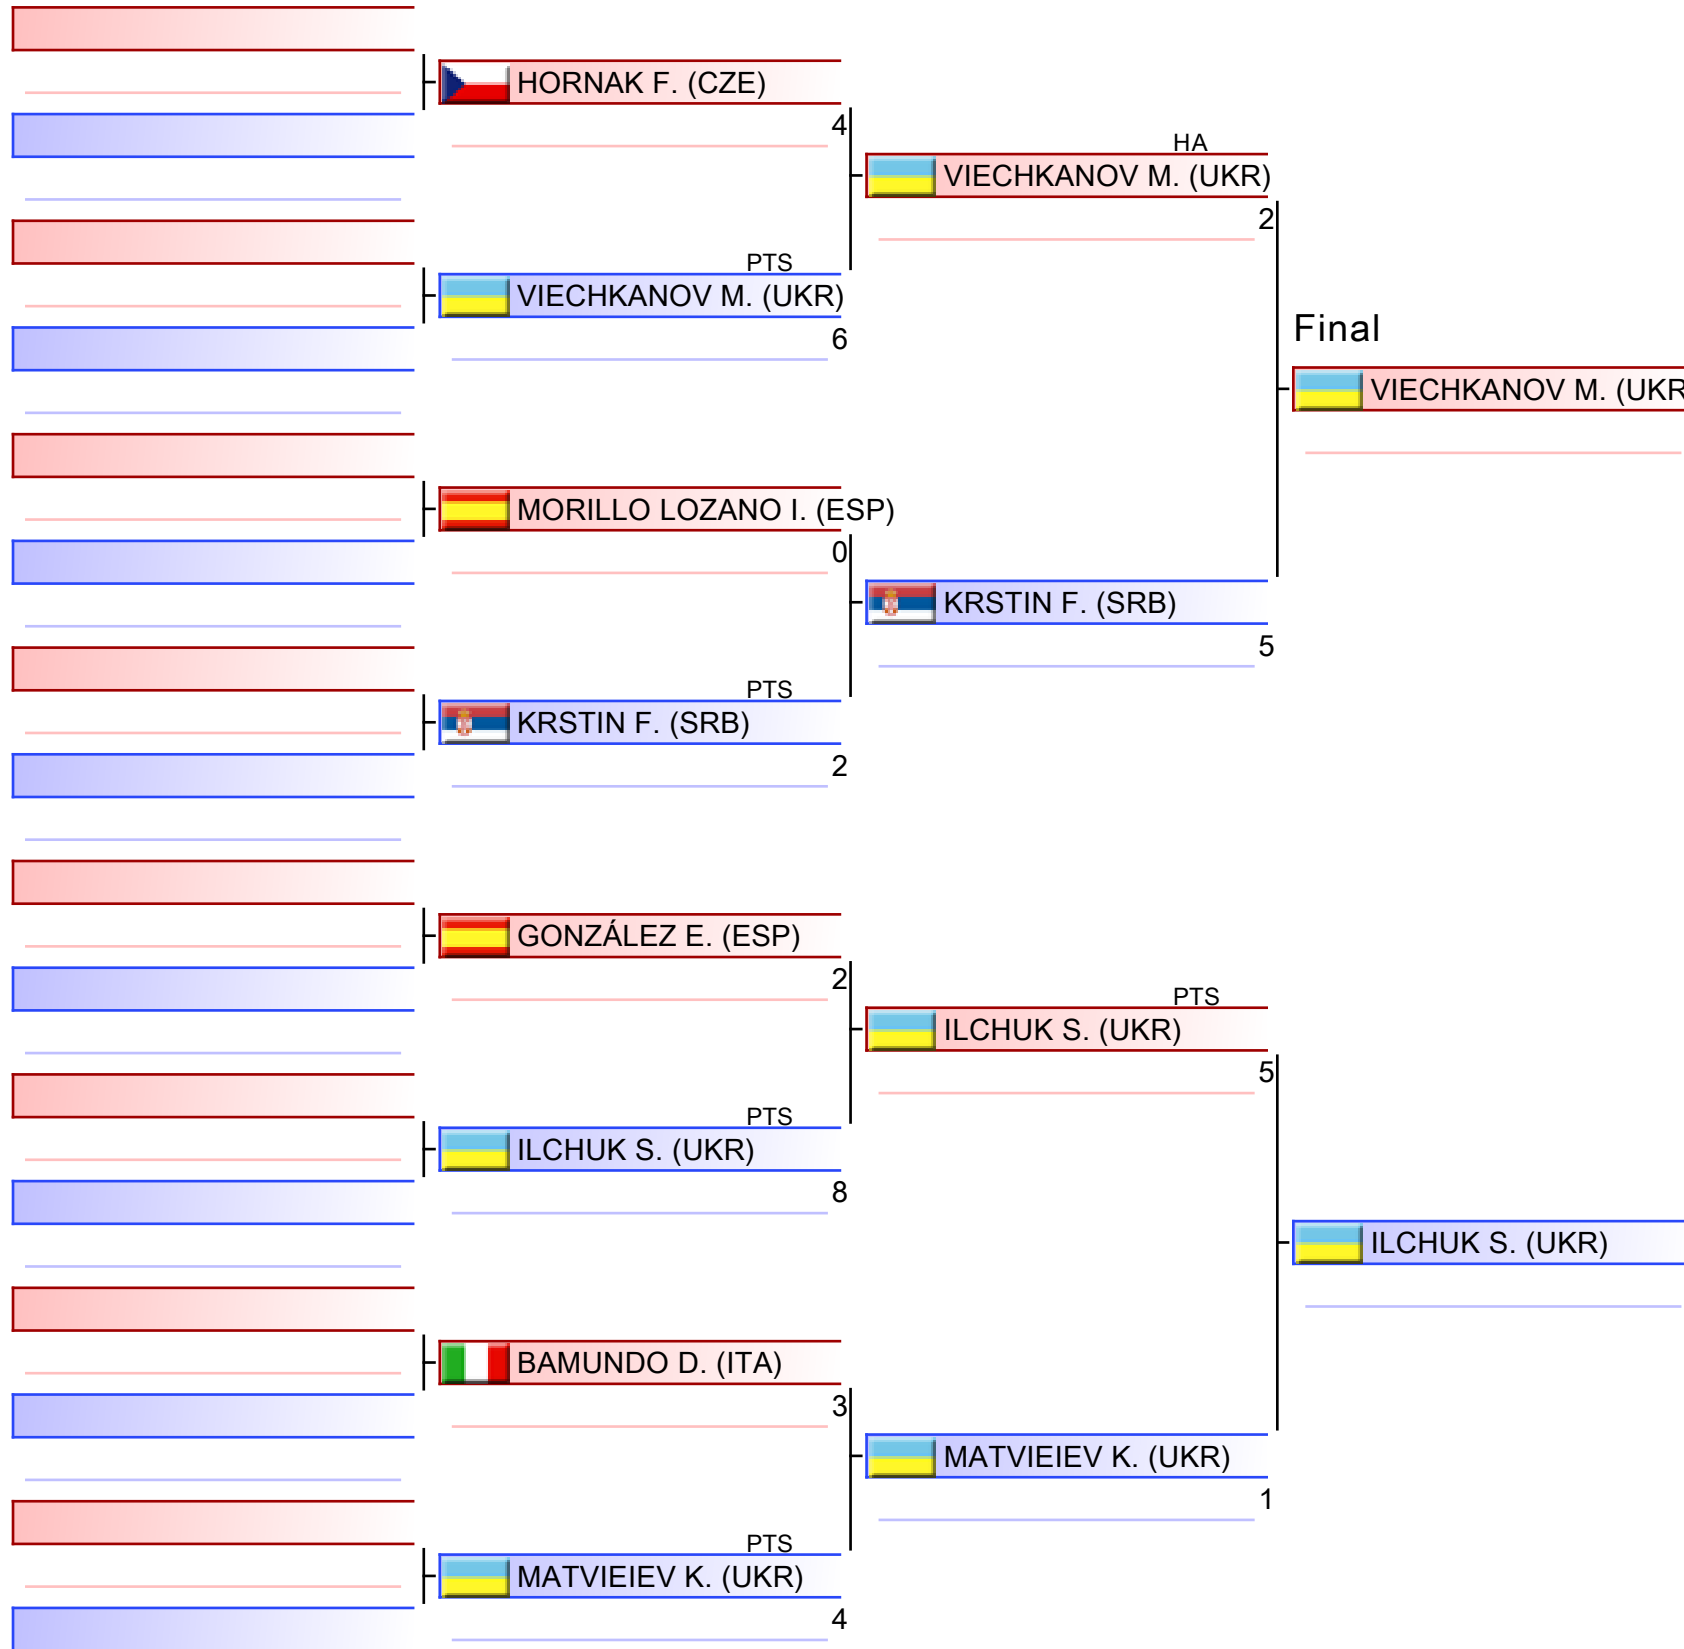 HORNAK F. (CZE)
4
HA
VIECHKANOV M. (UKR)
2
PTS
VIECHKANOV M. (UKR)
6
Final
VIECHKANOV M. (UKR
MORILLO LOZANO I. (ESP)
0
KRSTIN F. (SRB)
5
PTS
KRSTIN F. (SRB)
2
GONZÁLEZ E. (ESP)
2
PTS
ILCHUK S. (UKR)
5
PTS
ILCHUK S. (UKR)
8
ILCHUK S. (UKR)
BAMUNDO D. (ITA)
3
MATVIEIEV K. (UKR)
1
PTS
MATVIEIEV K. (UKR)
4